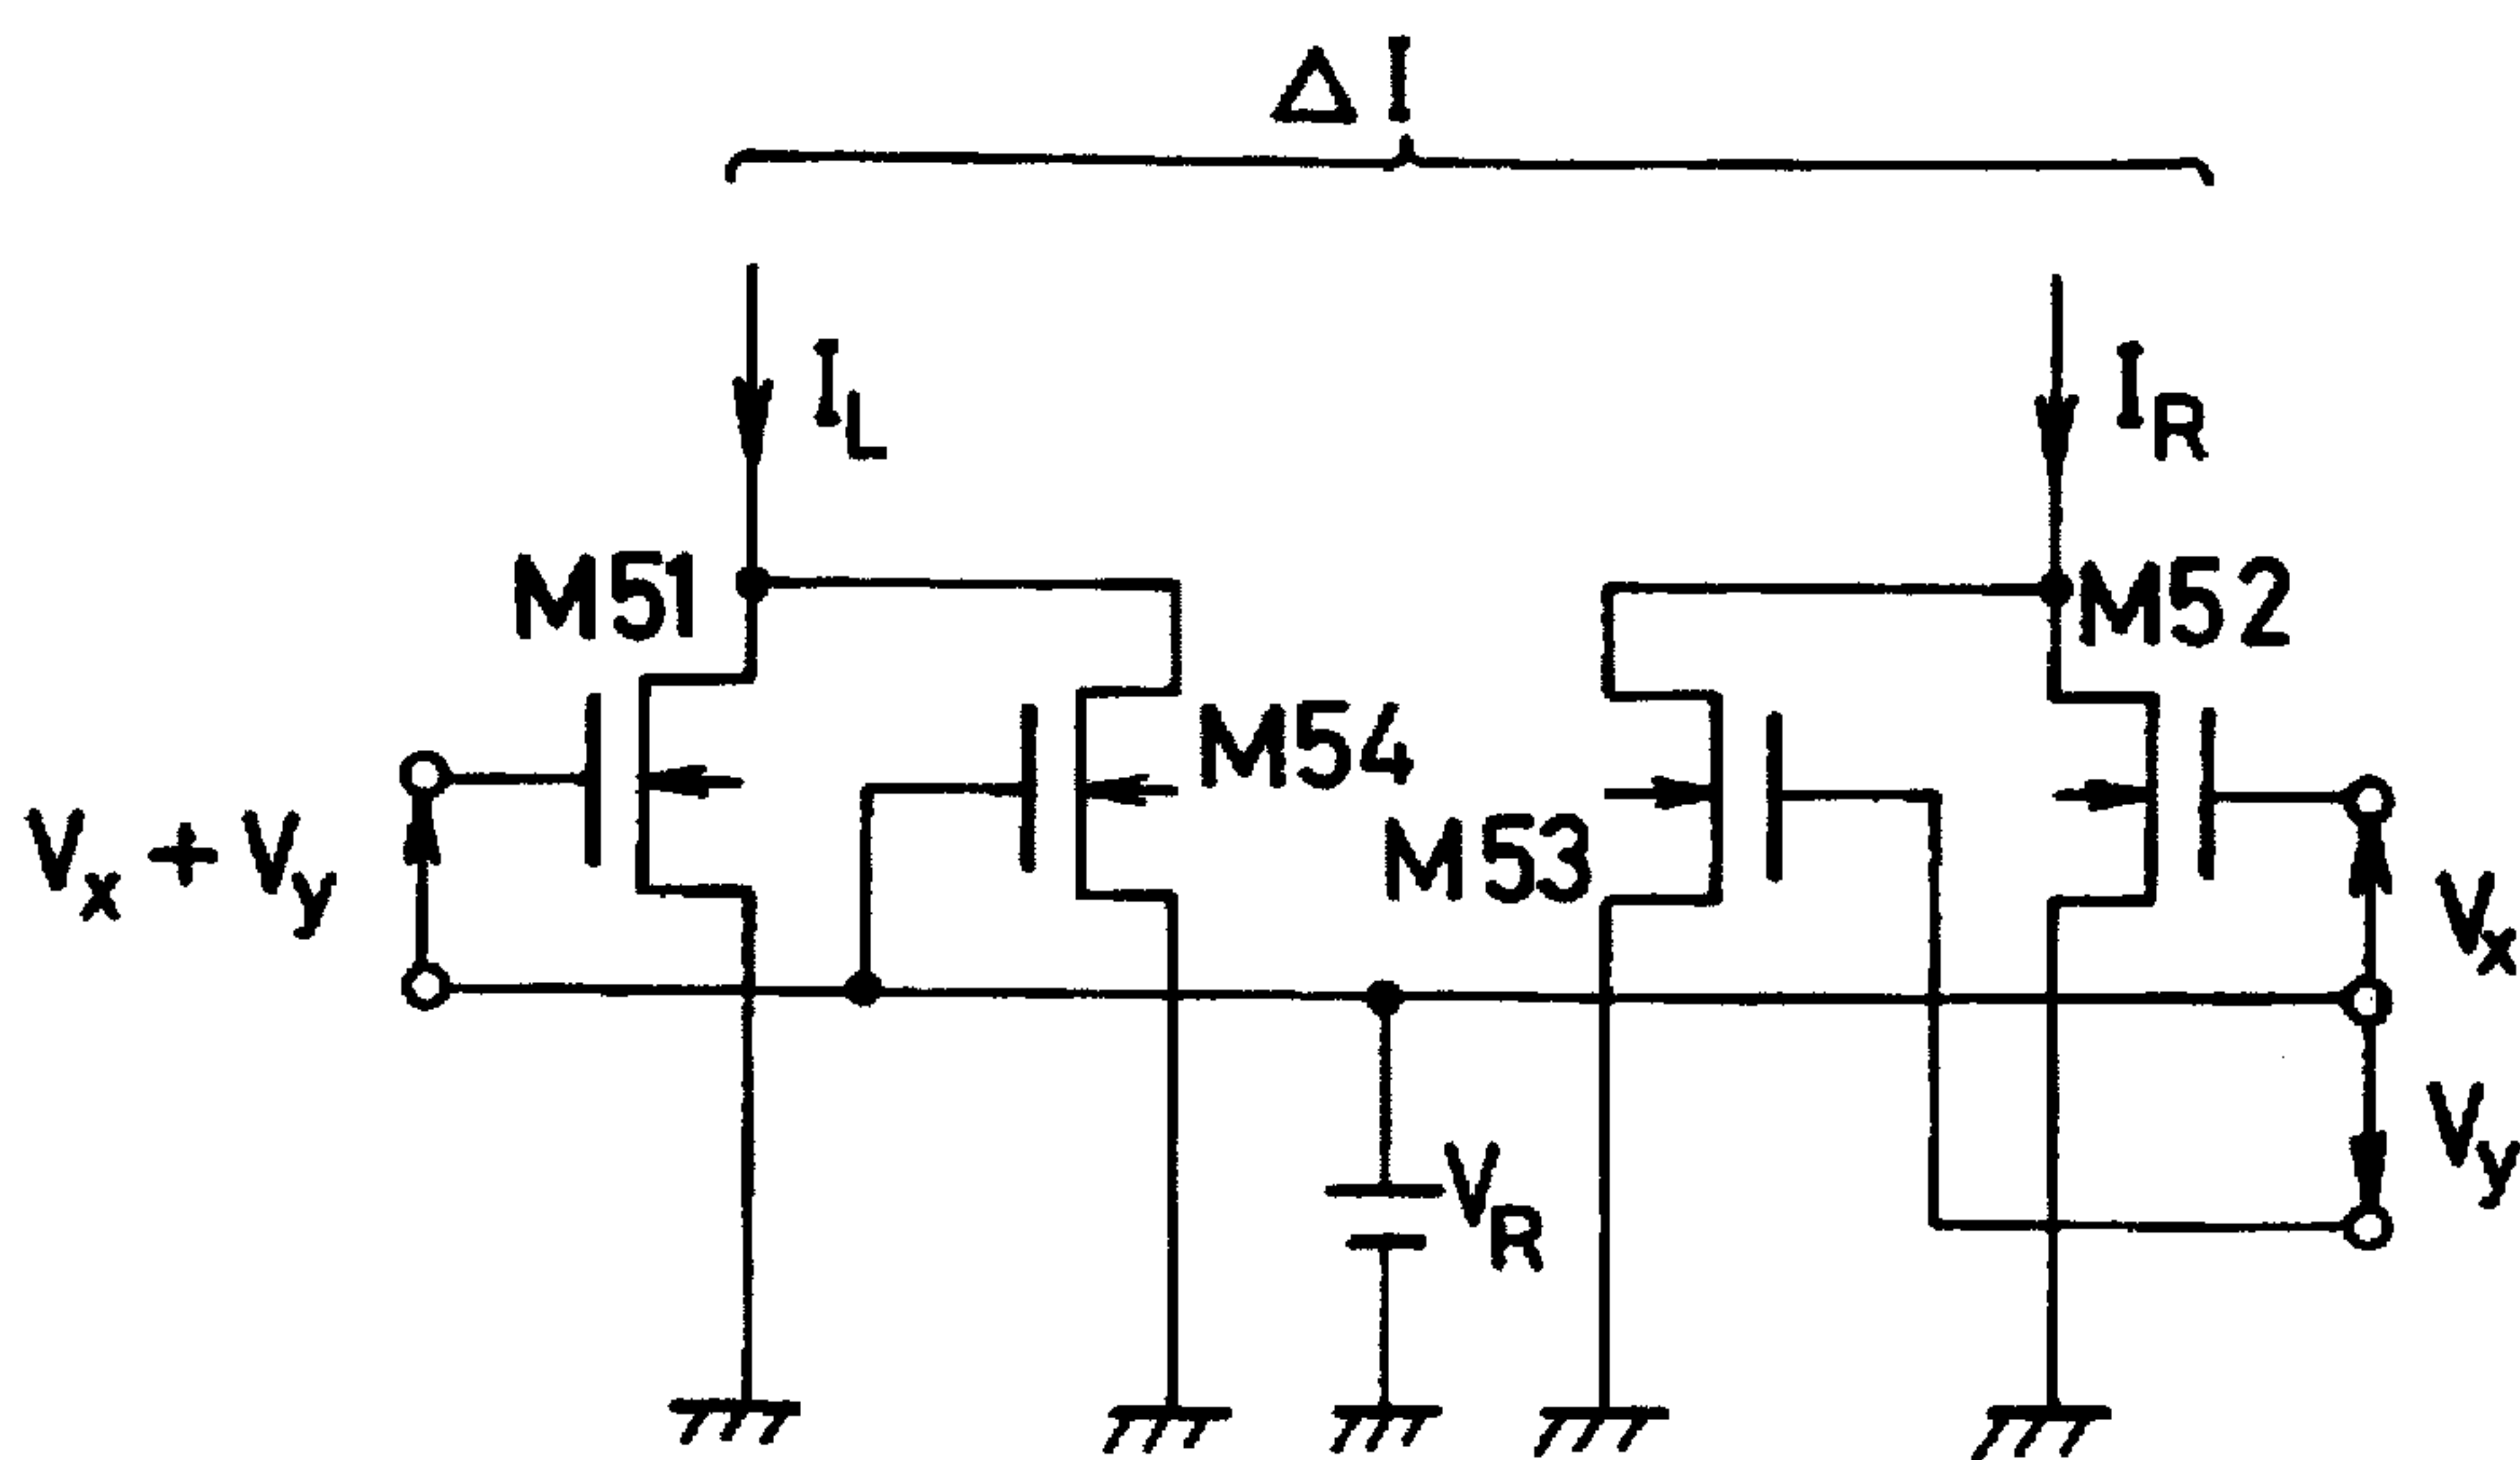 ΔI
I_L
I_R
M51
M52
M54
M53
V_x + V_y
V_x
V_y
V_R